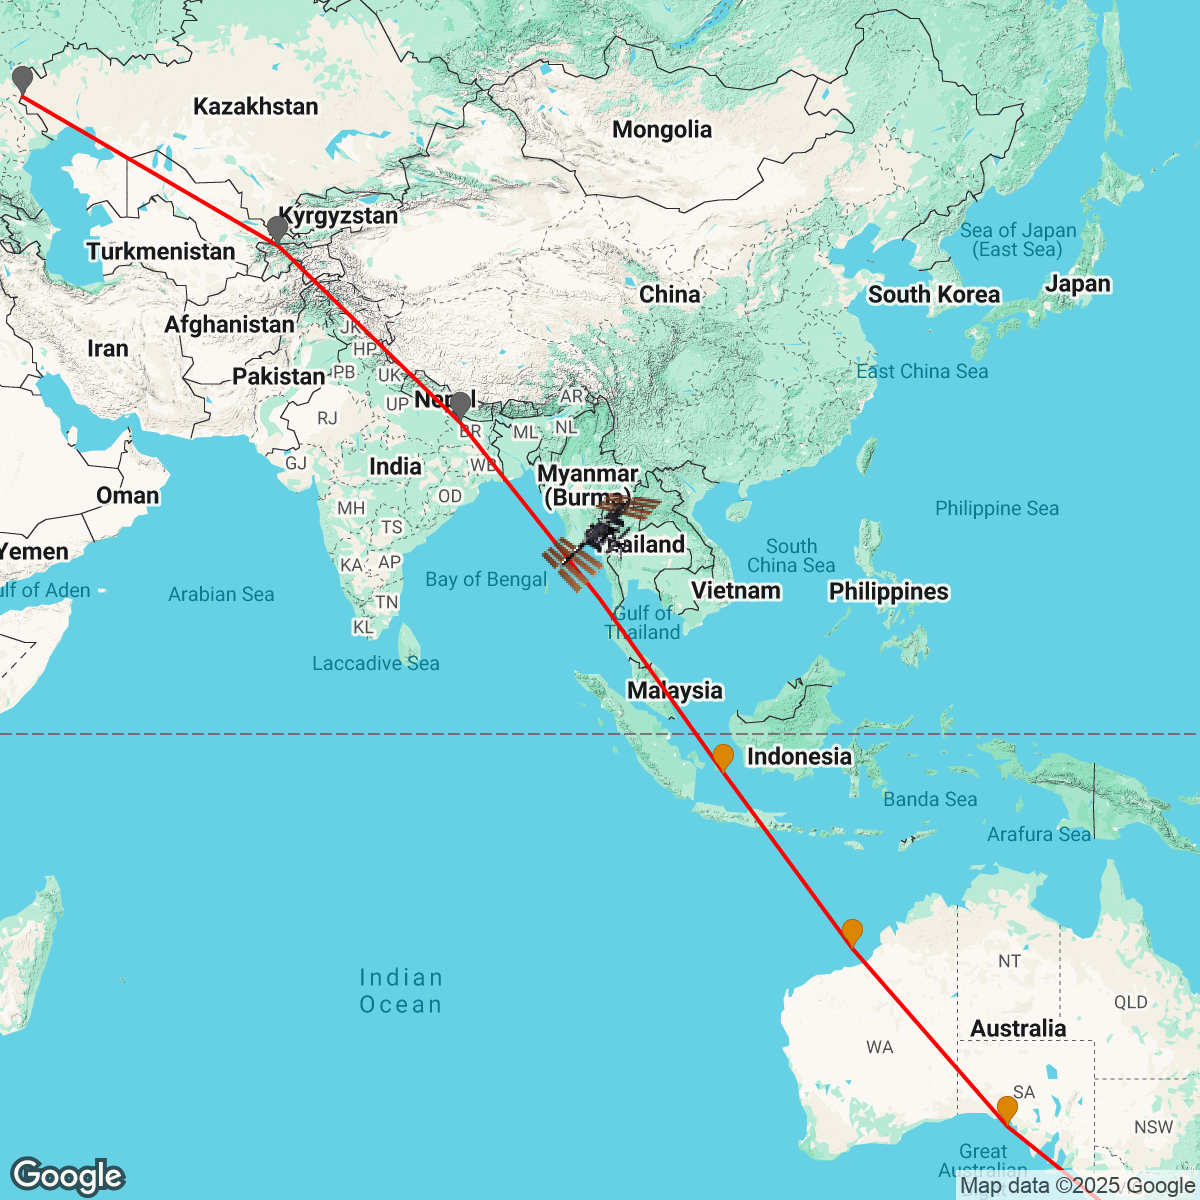 Kazakhstan
Mongolia
Kyrgyzstan
Sea of Japan
(East Sea)
Turkmenistan
China
South Korea
Japan
Afghanistan
JK
Iran
HP
East China Sea
Pakistan
PB
UK
Nepal
AR
UP
RJ
BR
ML
NL
GJ
India
WB
Myanmar
(Burma)
Oman
OD
MH
Philippine Sea
TS
Yemen
Thailand
South
China Sea
KA
AP
Bay of Bengal
ulf of Aden
Arabian Sea
Vietnam
Philippines
TN
KL
Gulf of
Thailand
Laccadive Sea
Malaysia
Indonesia
Banda Sea
Arafura Sea
NT
Indian
Ocean
QLD
Australia
WA
SA
NSW
Great
Australian
Google
Map data ©2025 Google